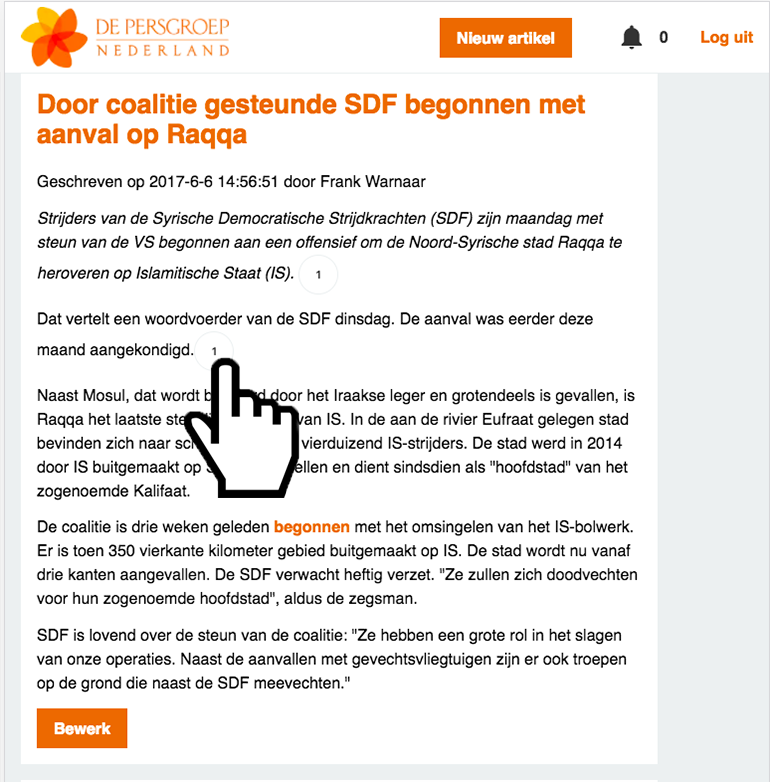 DE PERSGROEP
NEDERLAND
Nieuw artikel
0
Log uit
Door coalitie gesteunde SDF begonnen met
aanval op Raqqa
Geschreven op 2017-6-6 14:56:51 door Frank Warnaar
Strijders van de Syrische Democratische Strijdkrachten (SDF) zijn maandag met
steun van de VS begonnen aan een offensief om de Noord-Syrische stad Raqqa te
heroveren op Islamitische Staat (IS). 1
Dat vertelt een woordvoerder van de SDF dinsdag. De aanval was eerder deze
maand aangekondigd. 1
Naast Mosul, dat wordt door het Iraakse leger en grotendeels is gevallen, is
Raqqa het laatste van IS. In de aan de rivier Eufraat gelegen stad
bevinden zich naar vierduizend IS-strijders. De stad werd in 2014
door IS buitgemaakt op en dient sindsdien als "hoofdstad" van het
zogenoemde Kalifaat.
De coalitie is drie weken geleden begonnen met het omsingelen van het IS-bolwerk.
Er is toen 350 vierkante kilometer gebied buitgemaakt op IS. De stad wordt nu vanaf
drie kanten aangevallen. De SDF verwacht heftig verzet. "Ze zullen zich doodvechten
voor hun zogenoemde hoofdstad", aldus de zegsman.
SDF is lovend over de steun van de coalitie: "Ze hebben een grote rol in het slagen
van onze operaties. Naast de aanvallen met gevechtsvliegtuigen zijn er ook troepen
op de grond die naast de SDF meevechten."
Bewerk